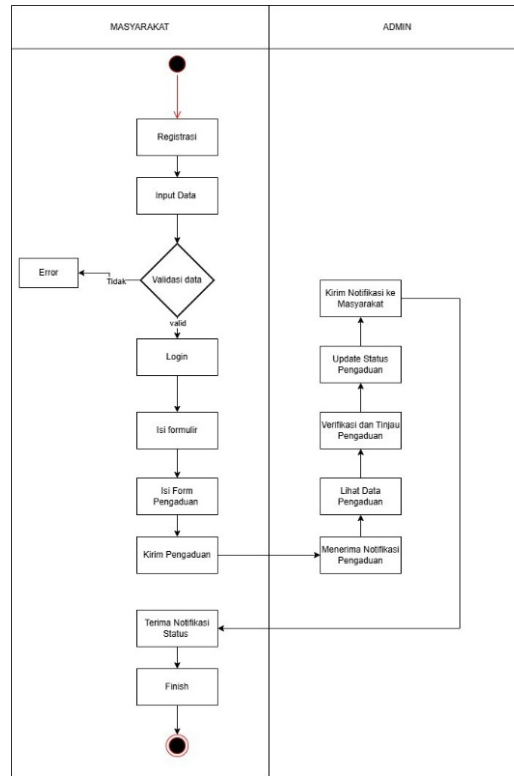 MASYARAKAT
ADMIN
Registrasi
Input Data
Validasi data
Tidak
Error
valid
Login
Isi formulir
Isi Form
Pengaduan
Kirim Pengaduan
Menerima Notifikasi
Pengaduan
Lihat Data
Pengaduan
Verifikasi dan Tinjau
Pengaduan
Update Status
Pengaduan
Kirim Notifikasi ke
Masyarakat
Terima Notifikasi
Status
Finish